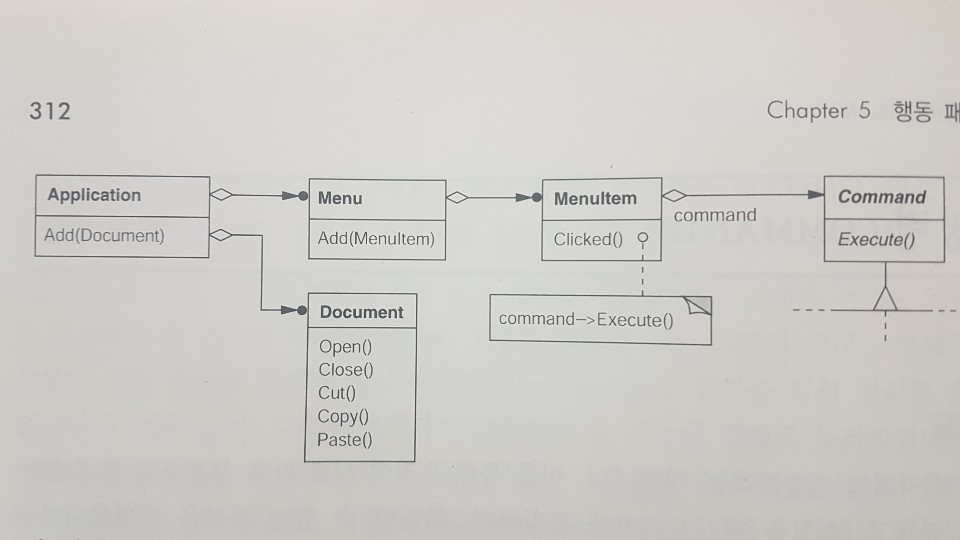 312
Chapter 5 행동
Application
Add(Document)
Menu
Add(MenuItem)
MenuItem
Clicked()
command
Command
Execute()
command->Execute()
Document
Open()
Close()
Cut()
Copy()
Paste()